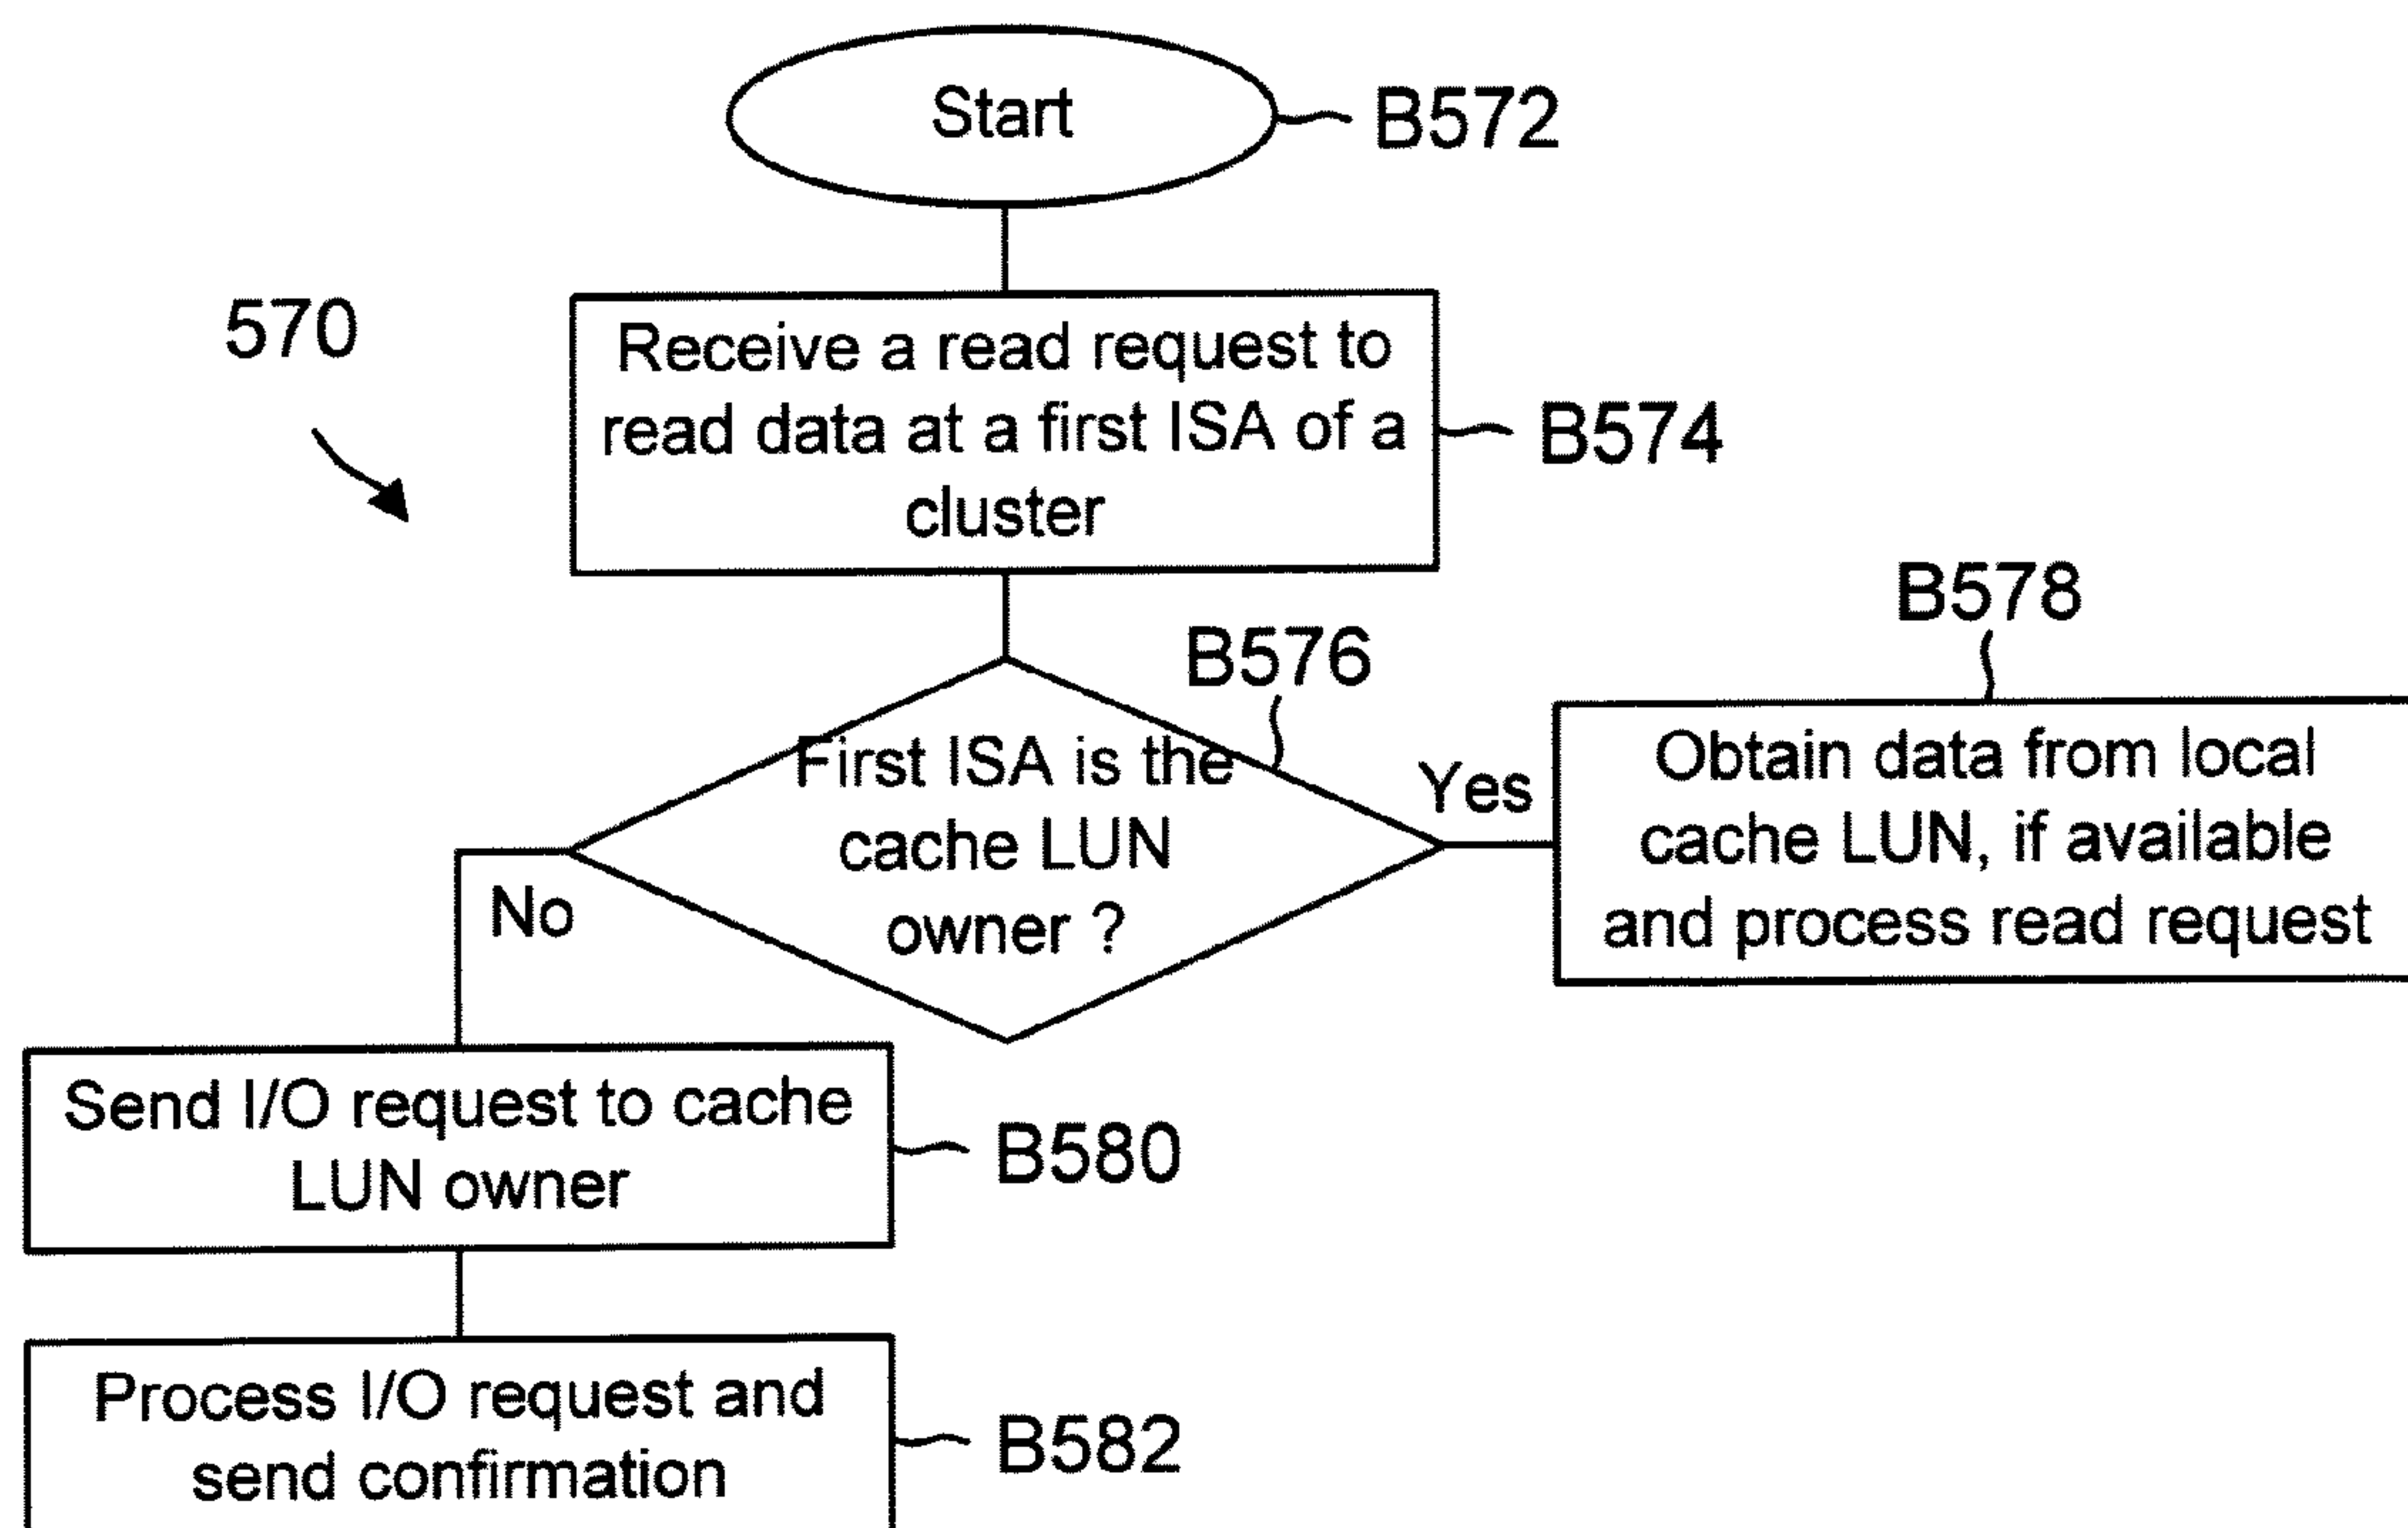 Start
B572
570
Receive a read request to
read data at a first ISA of a
cluster
B574
B576
First ISA is the
cache LUN
owner ?
Yes
B578
Obtain data from local
cache LUN, if available
and process read request
No
Send I/O request to cache
LUN owner
B580
Process I/O request and
send confirmation
B582